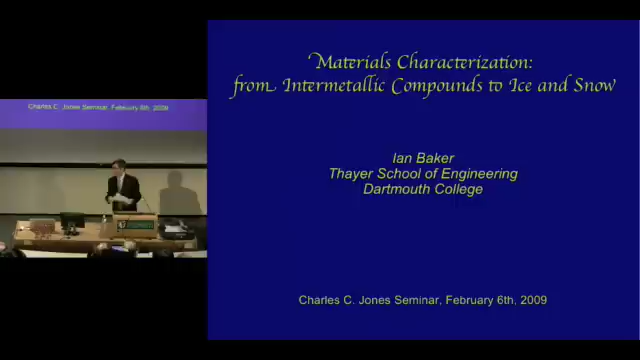 Materials Characterization:
from Intermetallic Compounds to Ice and Snow
Ian Baker
Thayer School of Engineering
Dartmouth College
Charles C. Jones Seminar, February 6th, 2009
Charles C. Jones Seminar, February 6th, 2009